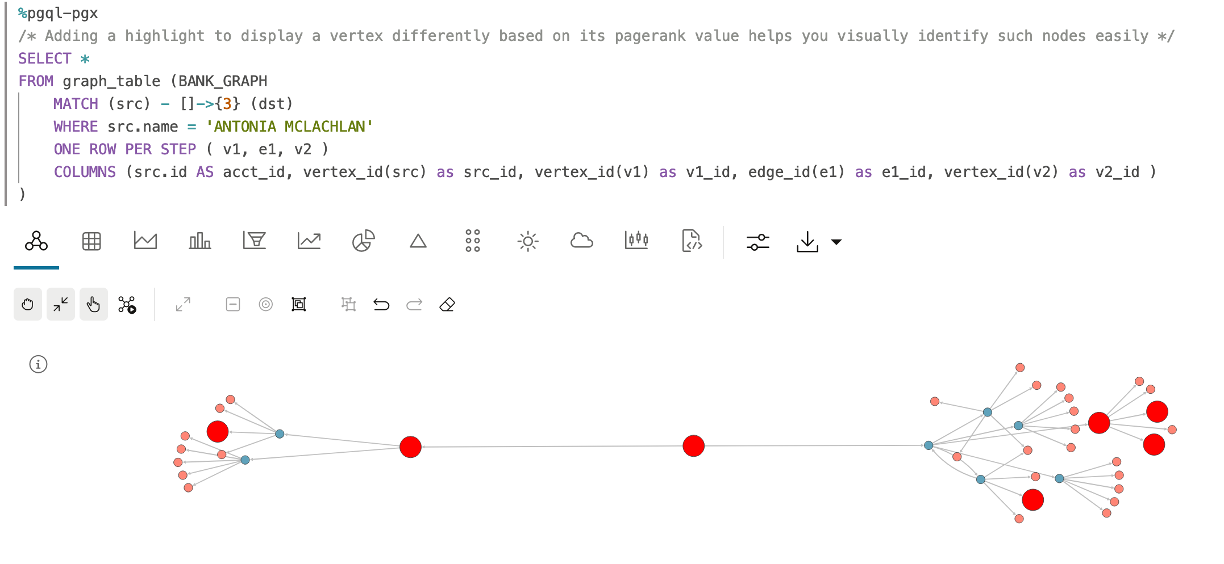 %pgql-pgx
/* Adding a highlight to display a vertex differently based on its pagerank value helps you visually identify such nodes easily */
SELECT *
FROM graph_table (BANK_GRAPH
    MATCH (src) - []->{3} (dst)
    WHERE src.name = 'ANTONIA MCLACHLAN'
    ONE ROW PER STEP ( v1, e1, v2 )
    COLUMNS (src.id AS acct_id, vertex_id(src) as src_id, vertex_id(v1) as v1_id, edge_id(e1) as e1_id, vertex_id(v2) as v2_id )
)